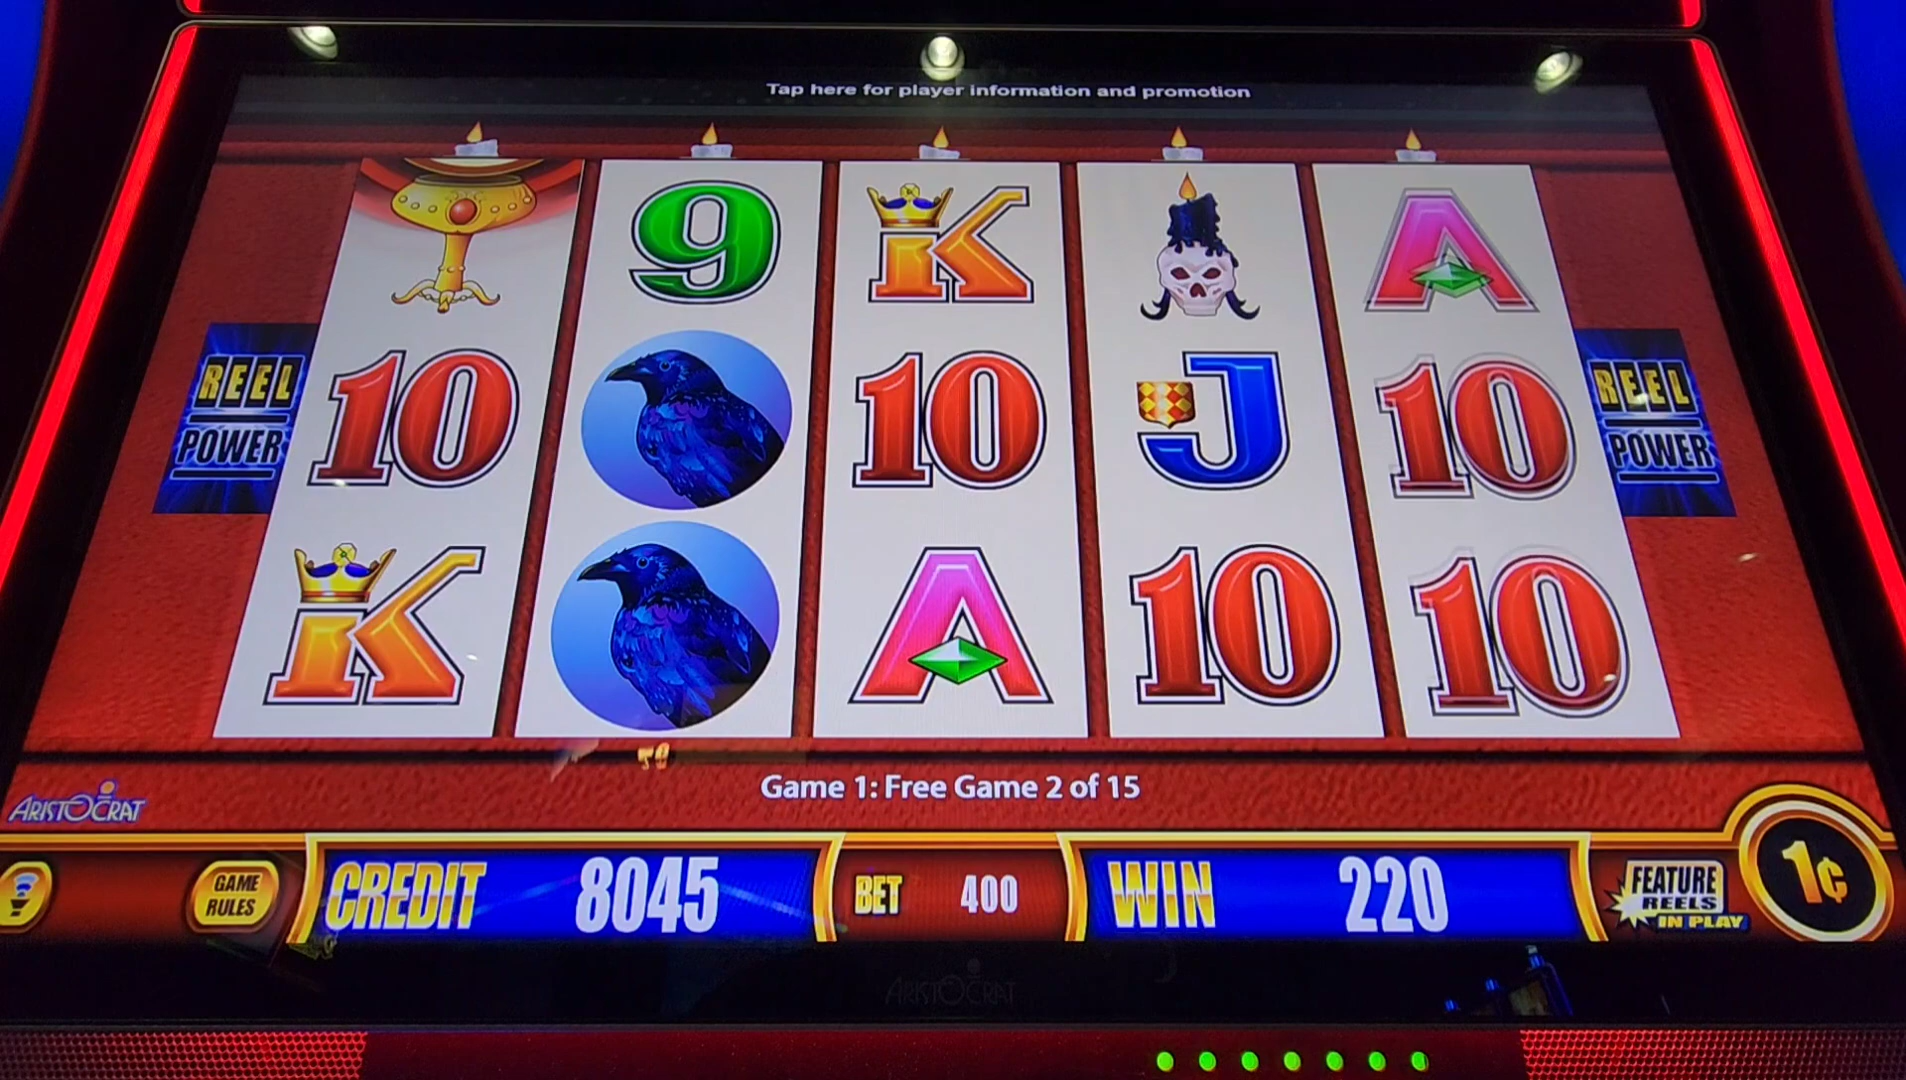 Tap here for player information and promotion
9 K A
REEL POWER
10 10 J 10
REEL POWER
K A 10 10
Game 1: Free Game 2 of 15
ARISTOCRAT
GAME RULES
CREDIT 8045
BET 400
WIN 220
FEATURE REELS IN PLAY
1¢
ARISTOCRAT